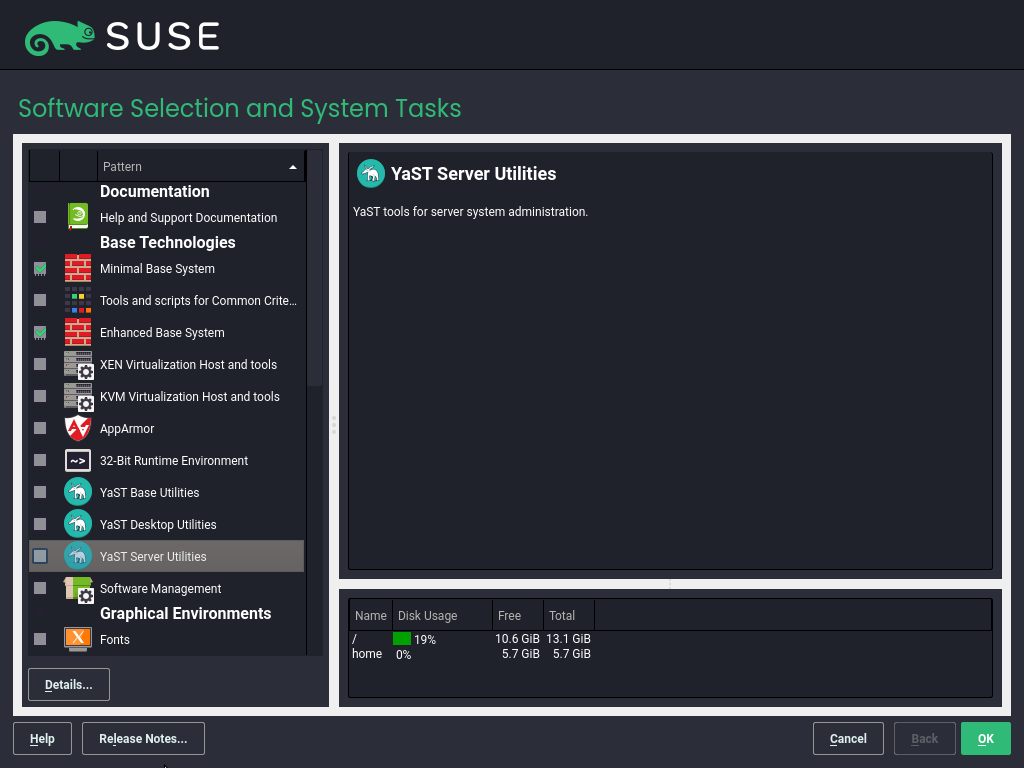 SUSE
Software Selection and System Tasks
Pattern
Documentation
Help and Support Documentation
Base Technologies
Minimal Base System
Tools and scripts for Common Crite...
Enhanced Base System
XEN Virtualization Host and tools
KVM Virtualization Host and tools
AppArmor
32-Bit Runtime Environment
YaST Base Utilities
YaST Desktop Utilities
YaST Server Utilities
Software Management
Graphical Environments
Fonts
Details...
YaST Server Utilities
YaST tools for server system administration.
Name Disk Usage Free Total
/ 19% 10.6 GiB 13.1 GiB
home 0% 5.7 GiB 5.7 GiB
Help Release Notes... Cancel Back OK